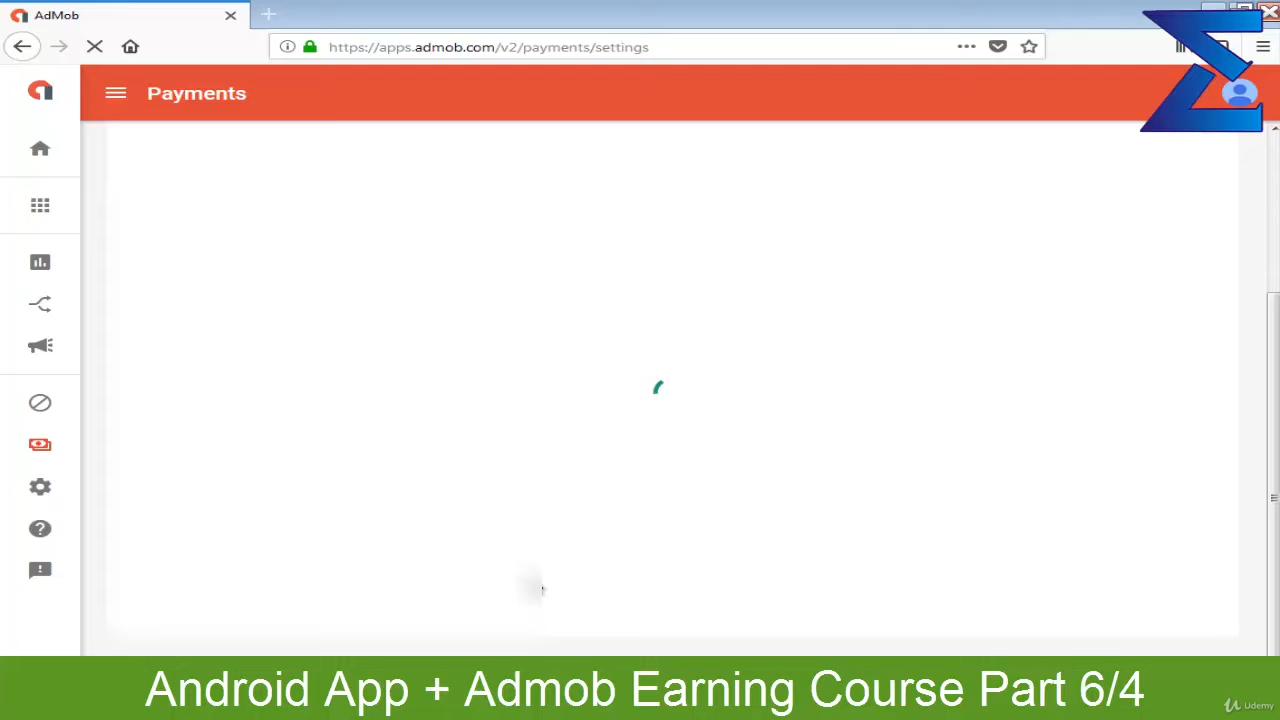 AdMob
https://apps.admob.com/v2/payments/settings
Payments
Android App + Admob Earning Course Part 6/4
Udemy